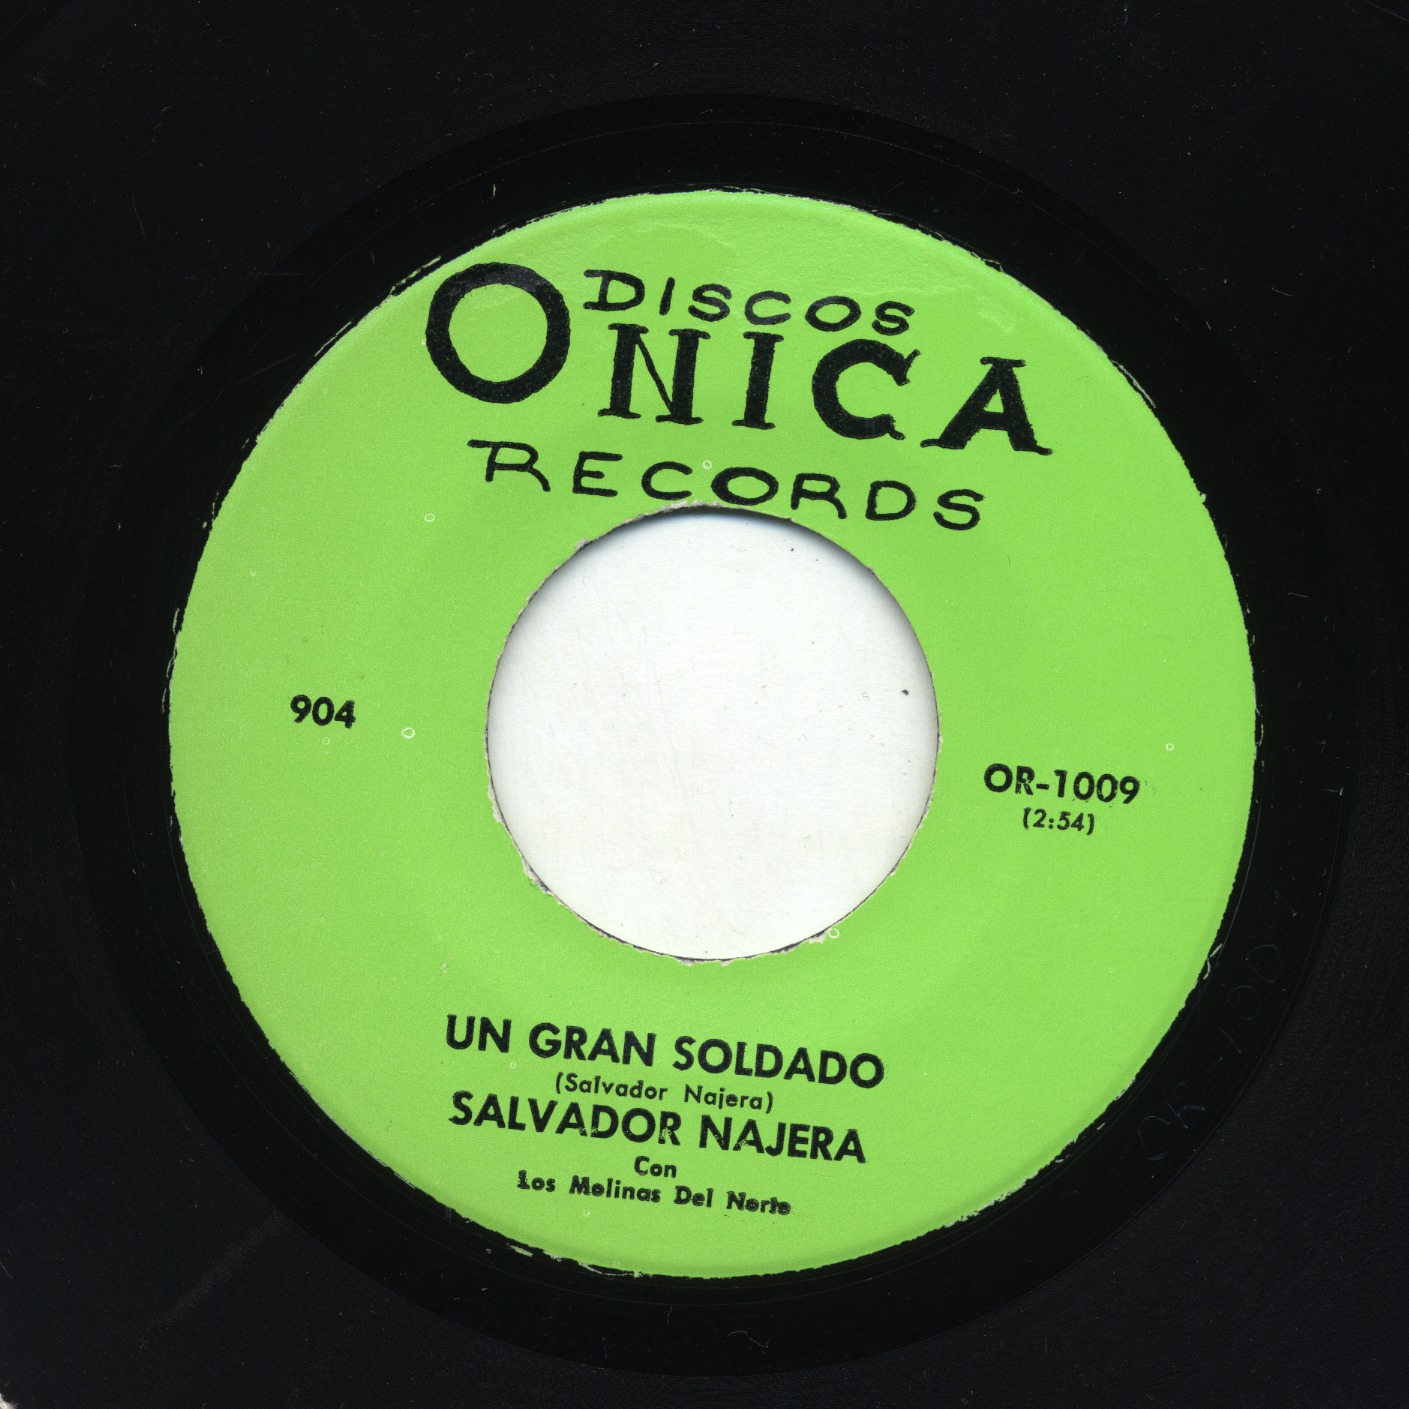 DISCOS
ONICA
RECORDS
904
OR-1009
(2:54)
UN GRAN SOLDADO
(Salvador Najera)
SALVADOR NAJERA
Con
Los Molinas Del Norte